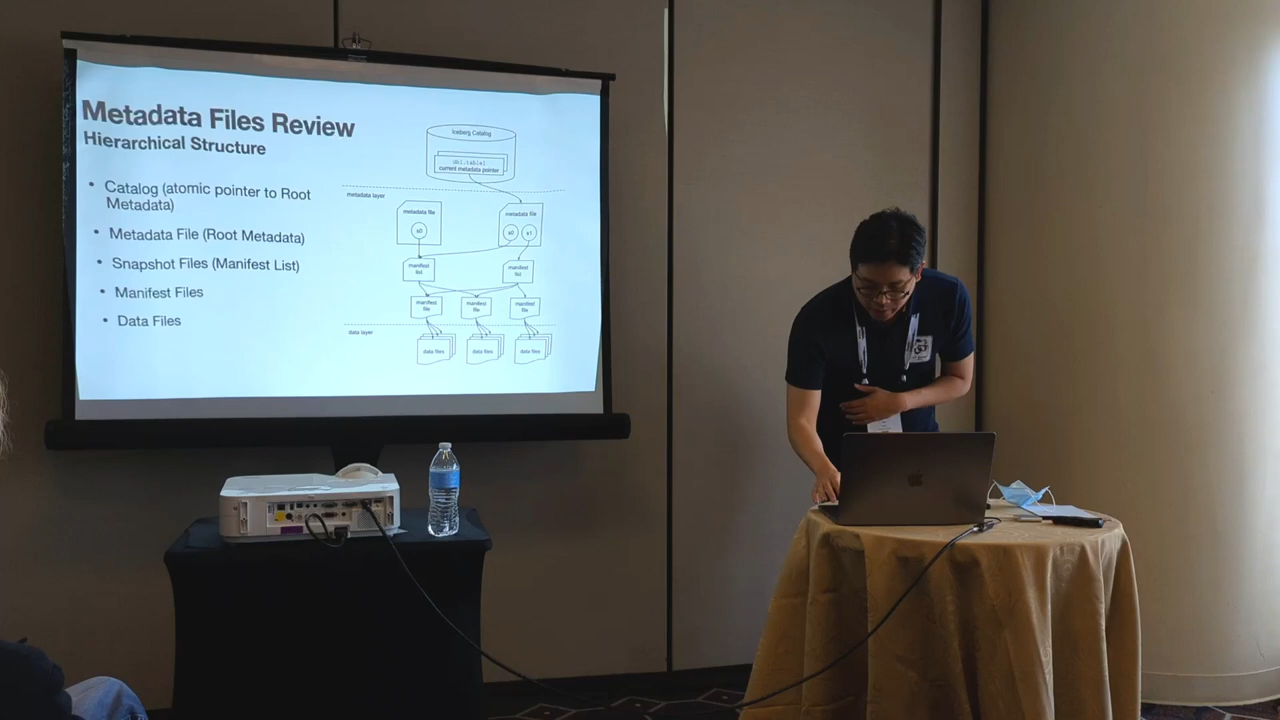 Metadata Files Review
Hierarchical Structure
• Catalog (atomic pointer to Root
Metadata)
• Metadata File (Root Metadata)
• Snapshot Files (Manifest List)
• Manifest Files
• Data Files
Iceberg Catalog
db1.table1
current metadata pointer
metadata layer
metadata file
s0
metadata file
s0
s1
manifest
list
manifest
list
manifest
file
manifest
file
manifest
file
data layer
data files
data files
data files